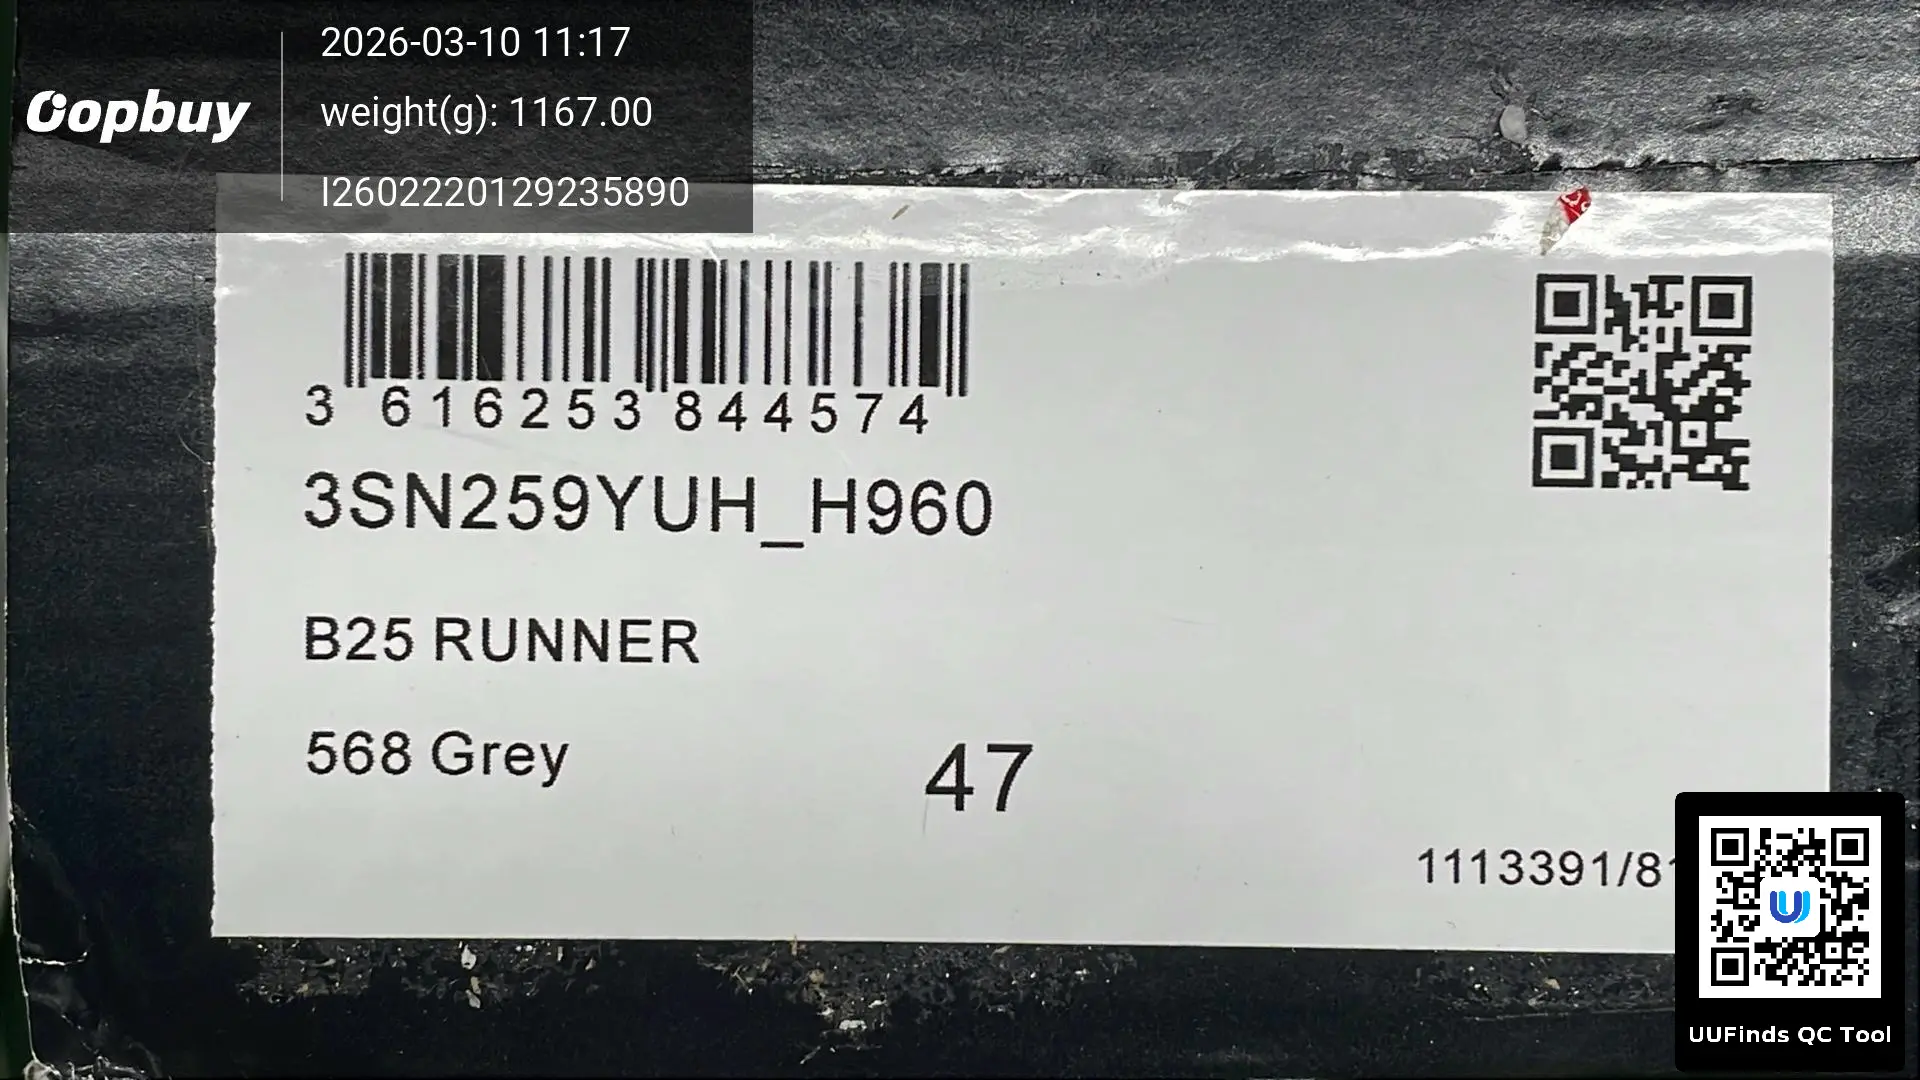 Oopbuy
2026-03-10 11:17
weight(g): 1167.00
I2602220129235890
3 616253 844574
3SN259YUH_H960
B25 RUNNER
568 Grey
47
1113391/81
UUFinds QC Tool